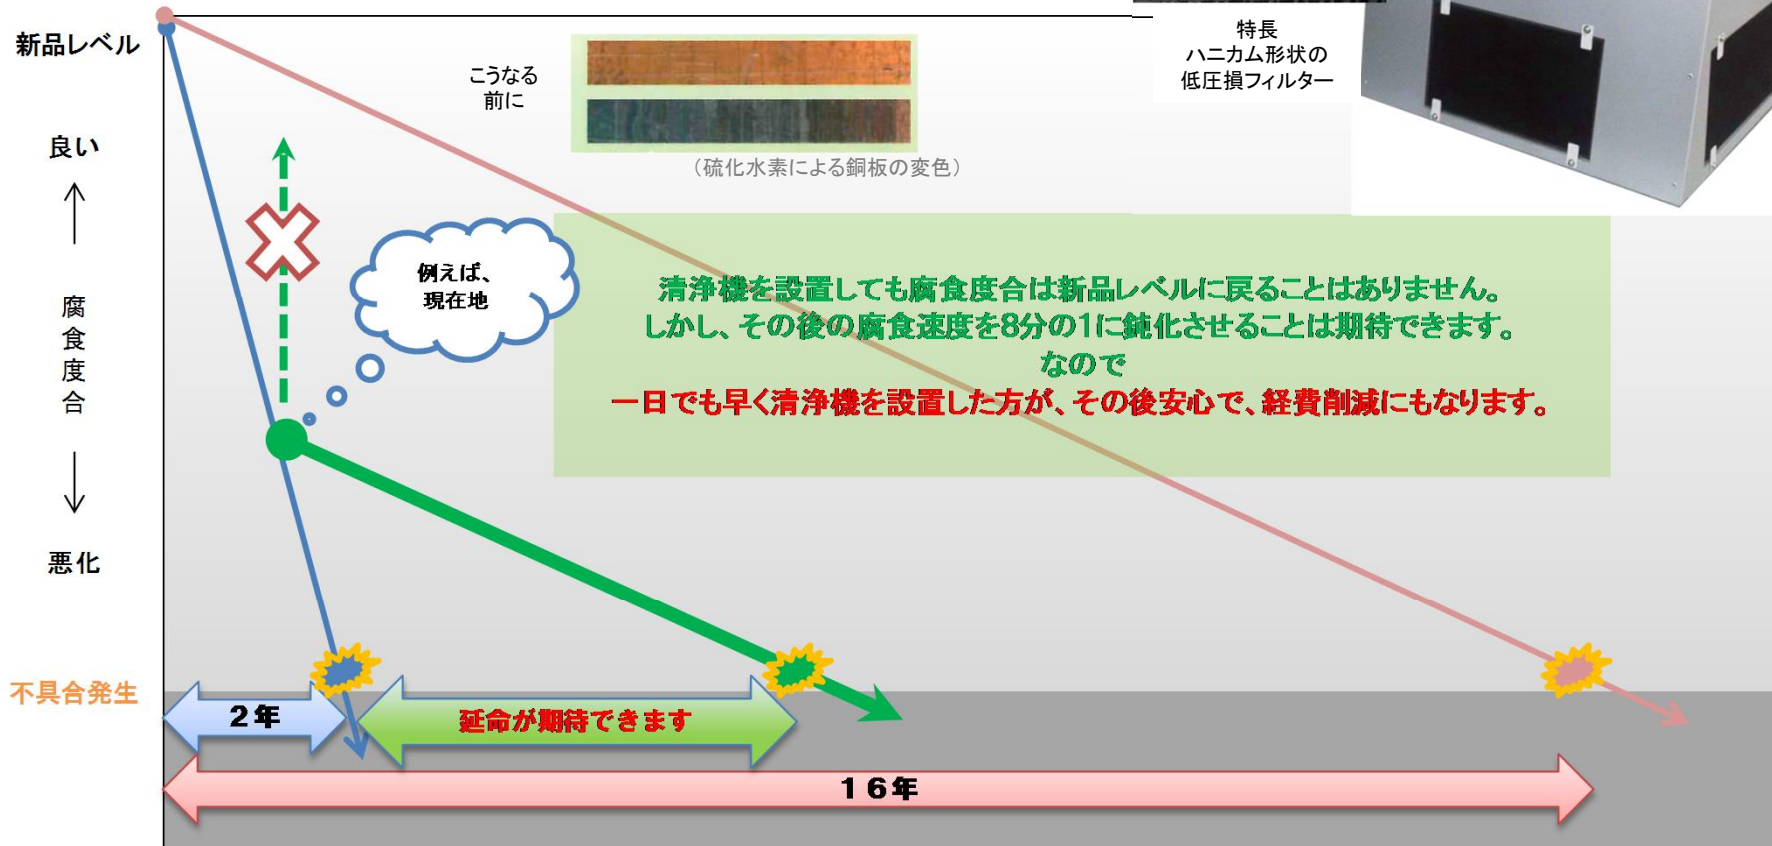 新品レベル
良い
↑
腐食度合
↓
悪化
不具合発生
こうなる
前に
(硫化水素による銅板の変色)
特長
ハニカム形状の
低圧損フィルター
例えば、
現在地
清浄機を設置しても腐食度合は新品レベルに戻ることはありません。
しかし、その後の腐食速度を8分の1に鈍化させることは期待できます。
なので
一日でも早く清浄機を設置した方が、その後安心で、経費削減にもなります。
2年
延命が期待できます
16年